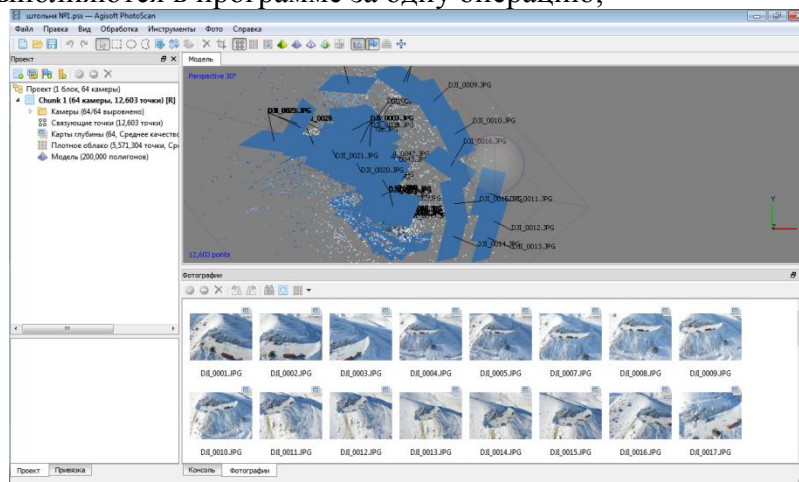 выполняются в программе за одну операцию;
штольня №1.psx — Agisoft PhotoScan
Файл Правка Вид Обработка Инструменты Фото Справка
Проект
Модель
Проект (1 блок, 64 камеры)
Chunk 1 (64 камеры, 12,603 точки) [R]
Камеры (64/64 выровнено)
Связующие точки (12,603 точки)
Карты глубины (64, Среднее качество
Плотное облако (5,571,304 точки, Ср
Модель (200,000 полигонов)
Perspective 30°
DJI_0009.JPG
DJI_0010.JPG
DJI_0016.JPG
DJI_0021.JPG
DJI_0020.JPG
DJI_0011.JPG
DJI_0012.JPG
DJI_0013.JPG
Y
Z
12,603 points
Фотографии
DJI_0001.JPG DJI_0002.JPG DJI_0003.JPG DJI_0004.JPG DJI_0005.JPG DJI_0007.JPG DJI_0008.JPG DJI_0009.JPG
DJI_0010.JPG DJI_0011.JPG DJI_0012.JPG DJI_0013.JPG DJI_0014.JPG DJI_0015.JPG DJI_0016.JPG DJI_0017.JPG
Проект Привязка
Консоль Фотографии